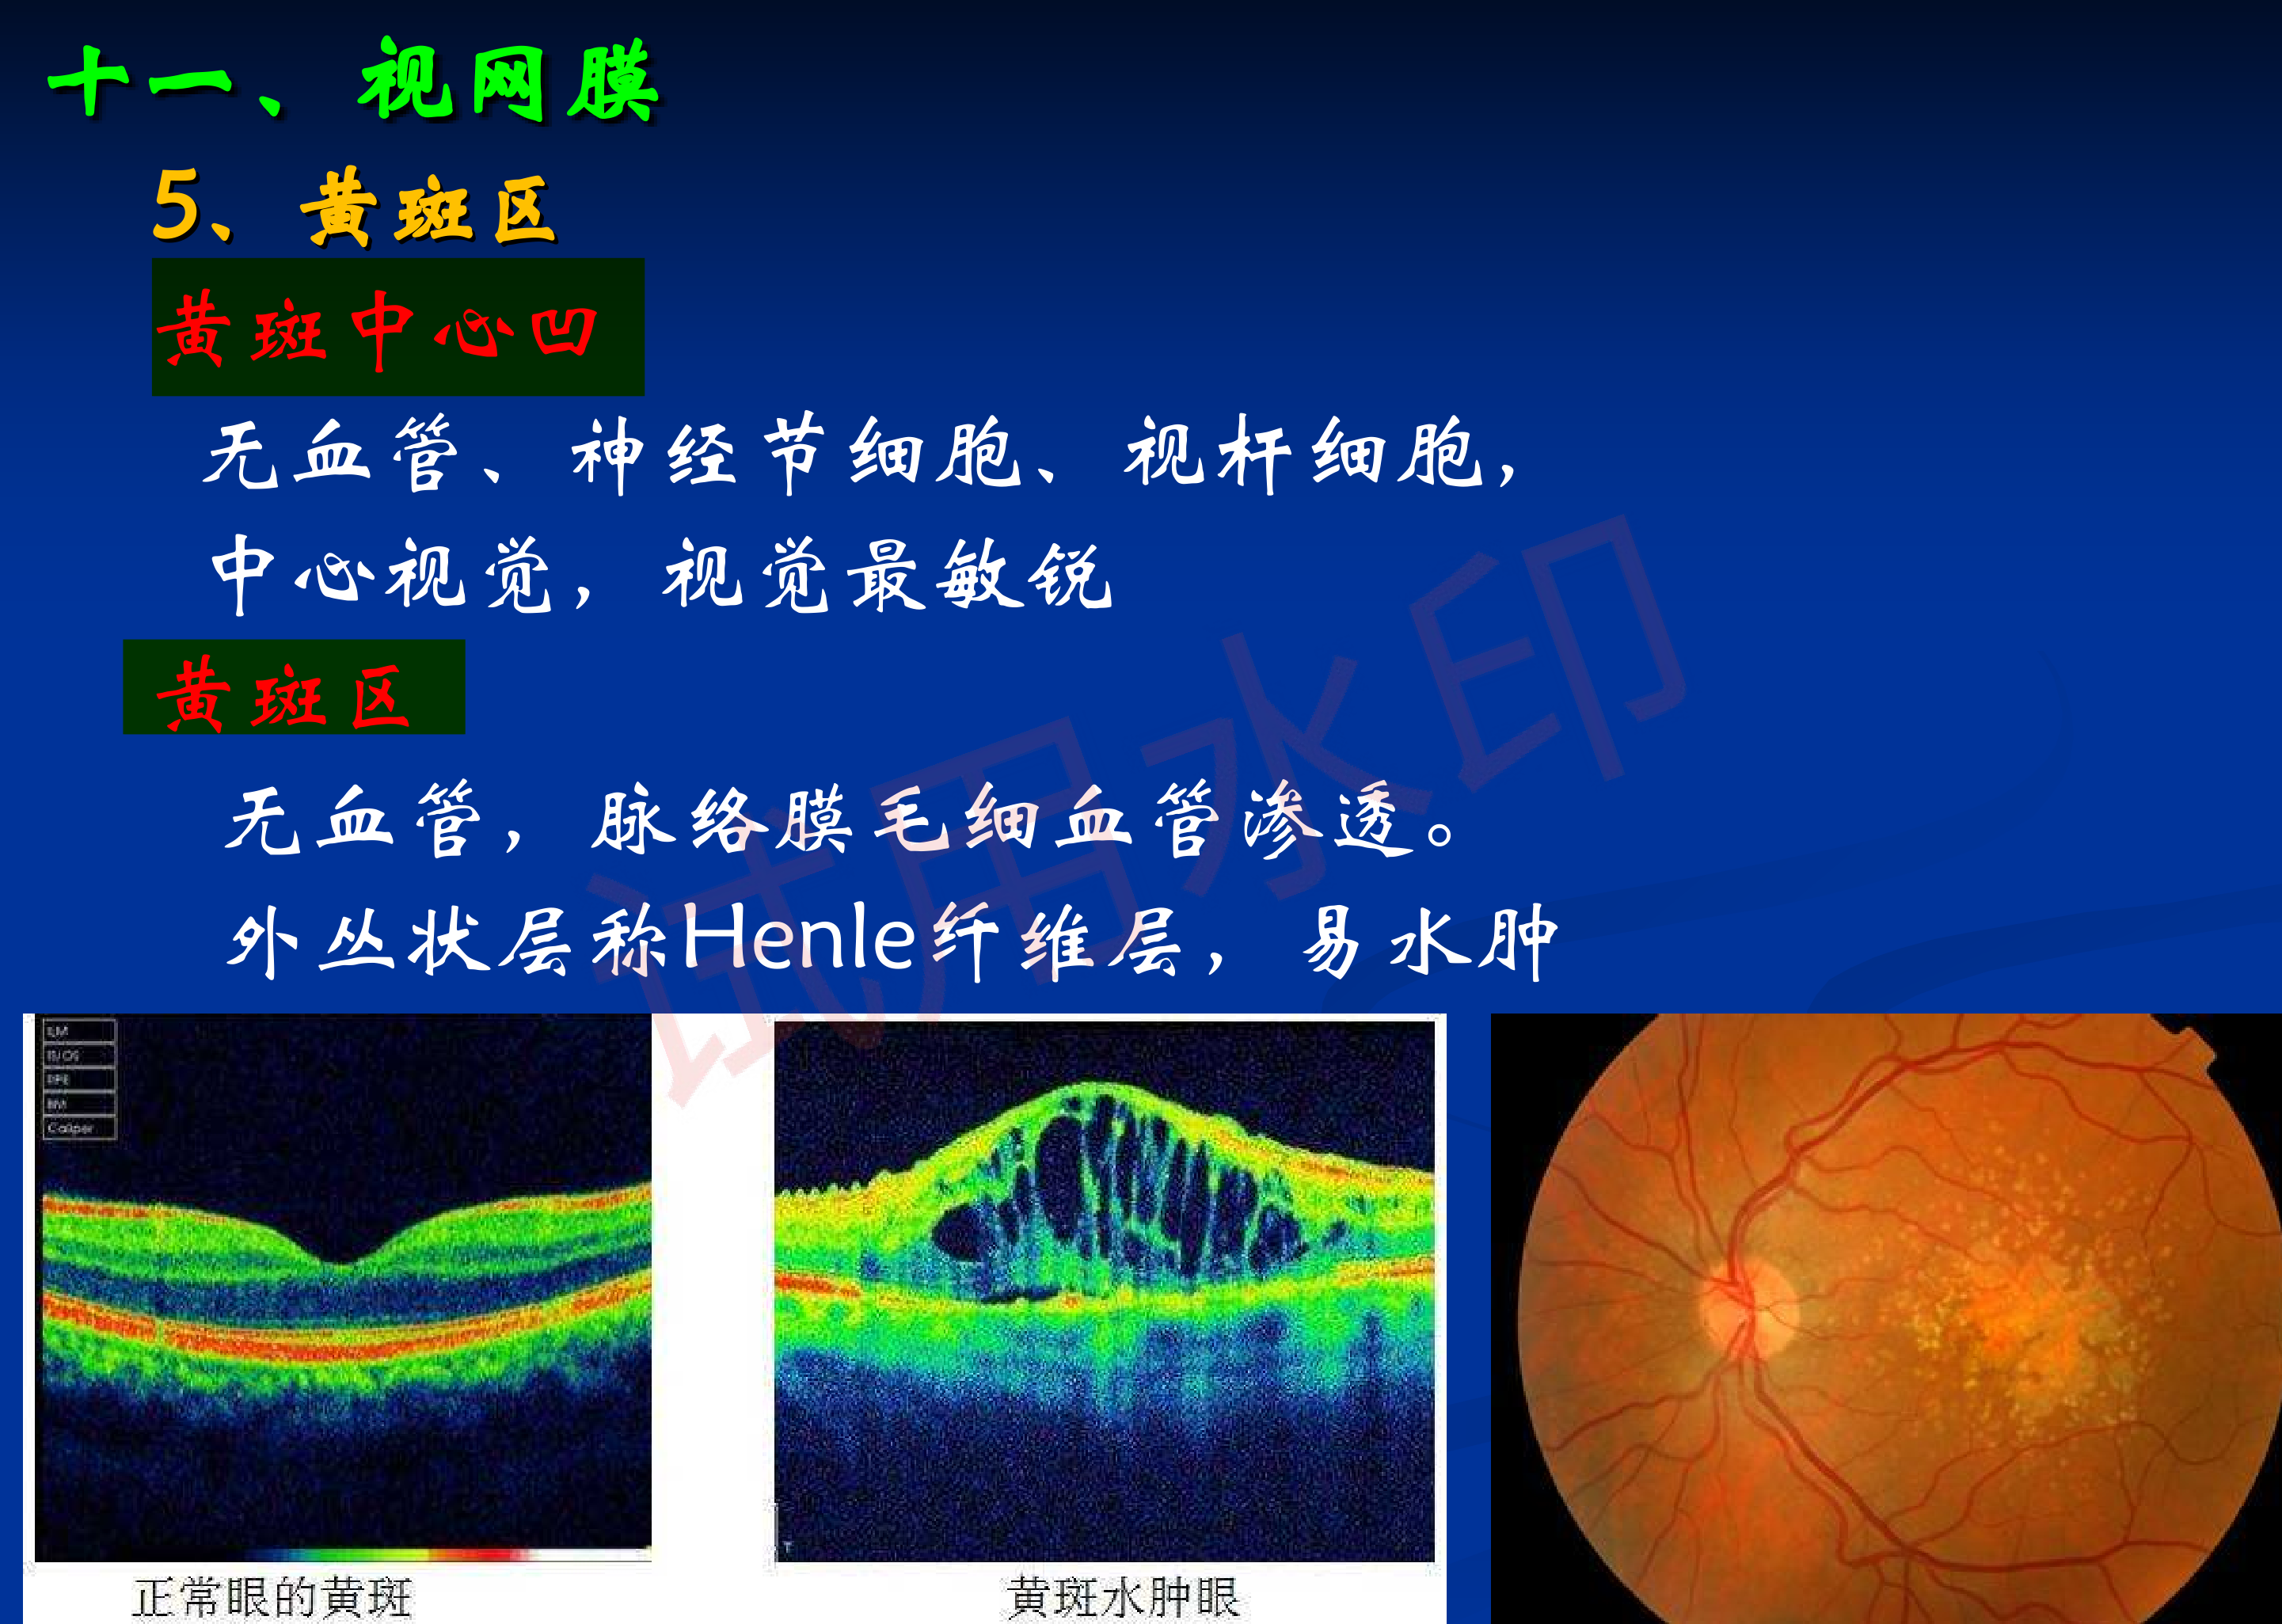 十一、视网膜
5、黄斑区
黄斑中心凹
无血管、神经节细胞、视杆细胞，
中心视觉，视觉最敏锐
黄斑区
无血管，脉络膜毛细血管渗透。
外丛状层称Henle纤维层，易水肿
试用水印
ILM
IS/OS
RPE
BM
Caliper
正常眼的黄斑
黄斑水肿眼